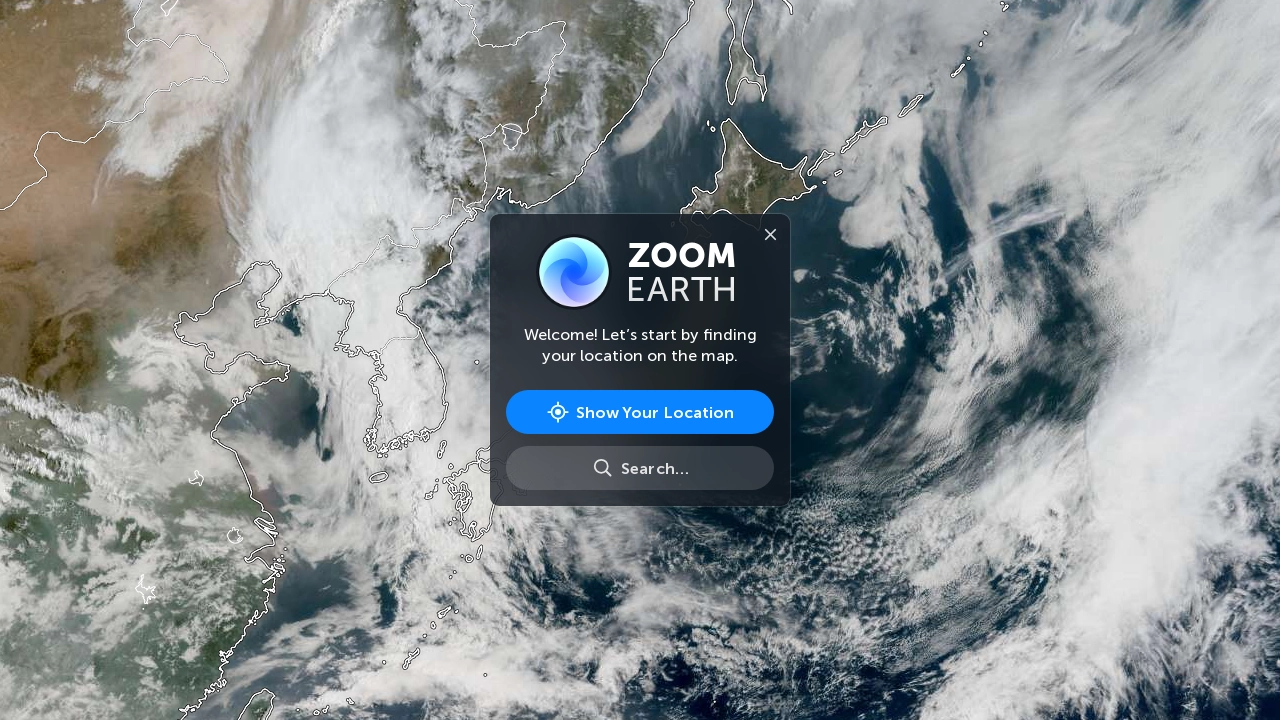 ZOOM
EARTH
Welcome! Let’s start by finding
your location on the map.
Show Your Location
Search…